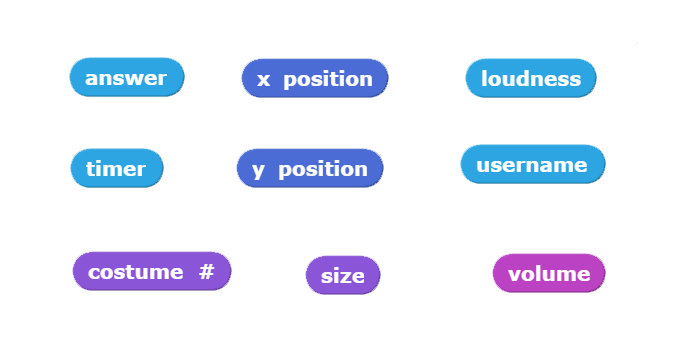 answer
x position
loudness
timer
y position
username
costume #
size
volume